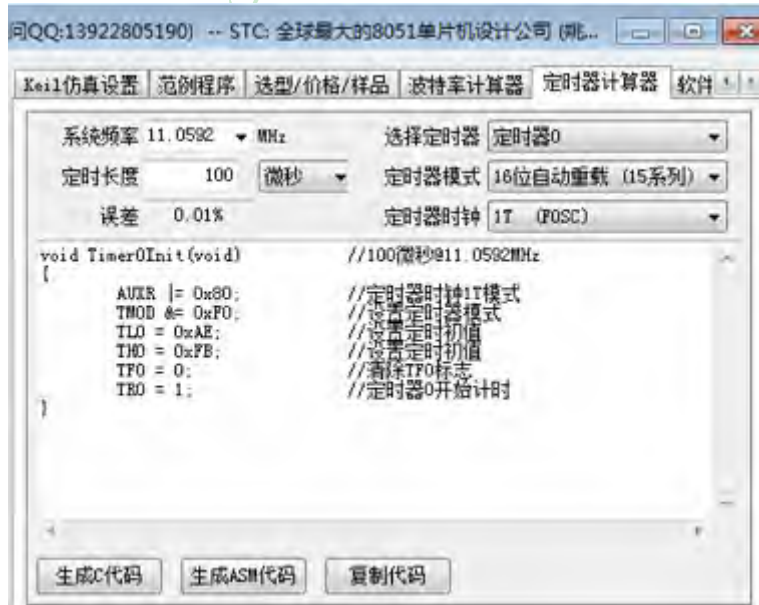 问QQ:13922805190) -- STC: 全球最大的8051单片机设计公司 (姚...
Keil仿真设置 范例程序 选型/价格/样品 波特率计算器 定时器计算器 软件
系统频率 11.0592 MHz 选择定时器 定时器0
定时长度 100 微秒 定时器模式 16位自动重载 (15系列)
误差 0.01% 定时器时钟 1T (FOSC)
void Timer0Init(void) //100微秒@11.0592MHz
{
AUXR |= 0x80; //定时器时钟1T模式
TMOD &= 0xF0; //设置定时器模式
TL0 = 0xAE; //设置定时初值
TH0 = 0xFB; //设置定时初值
TF0 = 0; //清除TF0标志
TR0 = 1; //定时器0开始计时
}
生成C代码 生成ASM代码 复制代码